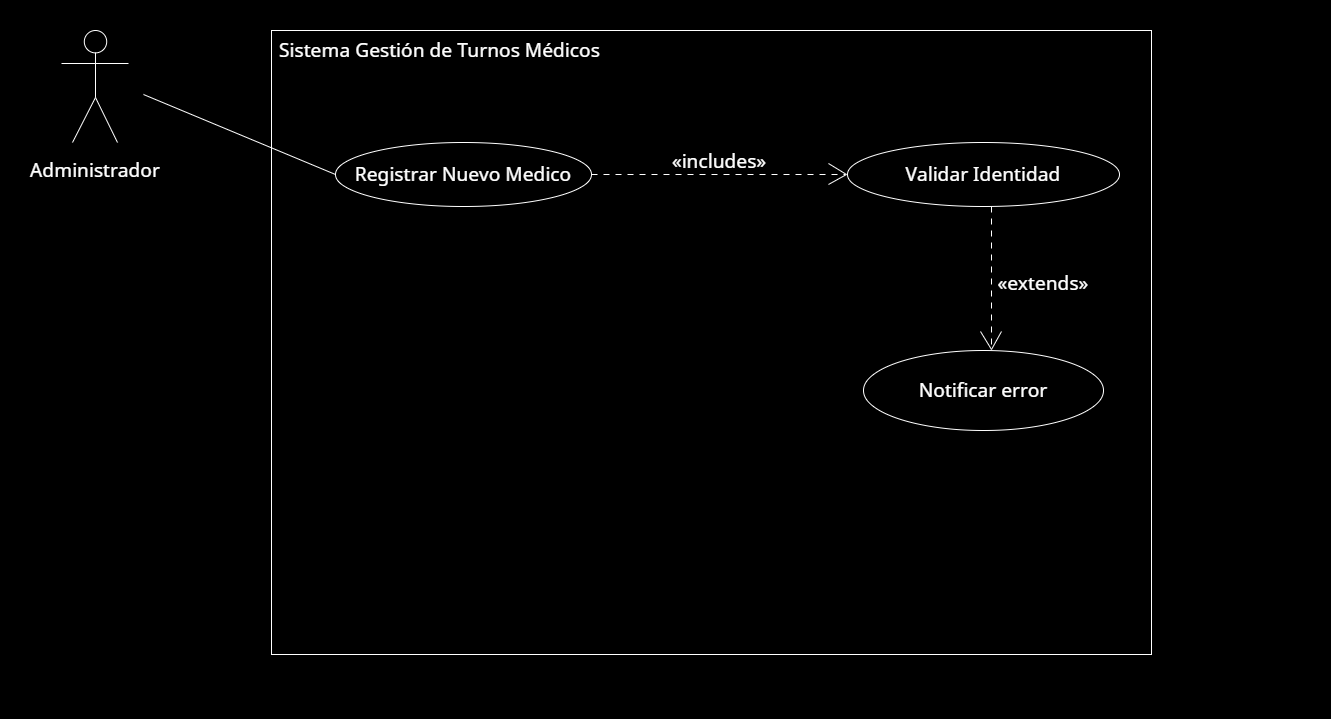 Sistema Gestión de Turnos Médicos
Administrador
Registrar Nuevo Medico
«includes»
Validar Identidad
«extends»
Notificar error